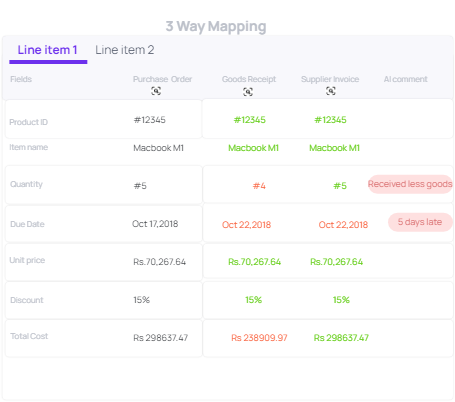 3 Way Mapping
Line item 1 Line item 2
Fields Purchase Order Goods Receipt Supplier Invoice AI comment
Product ID #12345 #12345 #12345
Item name Macbook M1 Macbook M1 Macbook M1
Quantity #5 #4 #5 Received less goods
Due Date Oct 17,2018 Oct 22,2018 Oct 22,2018 5 days late
Unit price Rs.70,267.64 Rs.70,267.64 Rs.70,267.64
Discount 15% 15% 15%
Total Cost Rs 298637.47 Rs 238909.97 Rs 298637.47